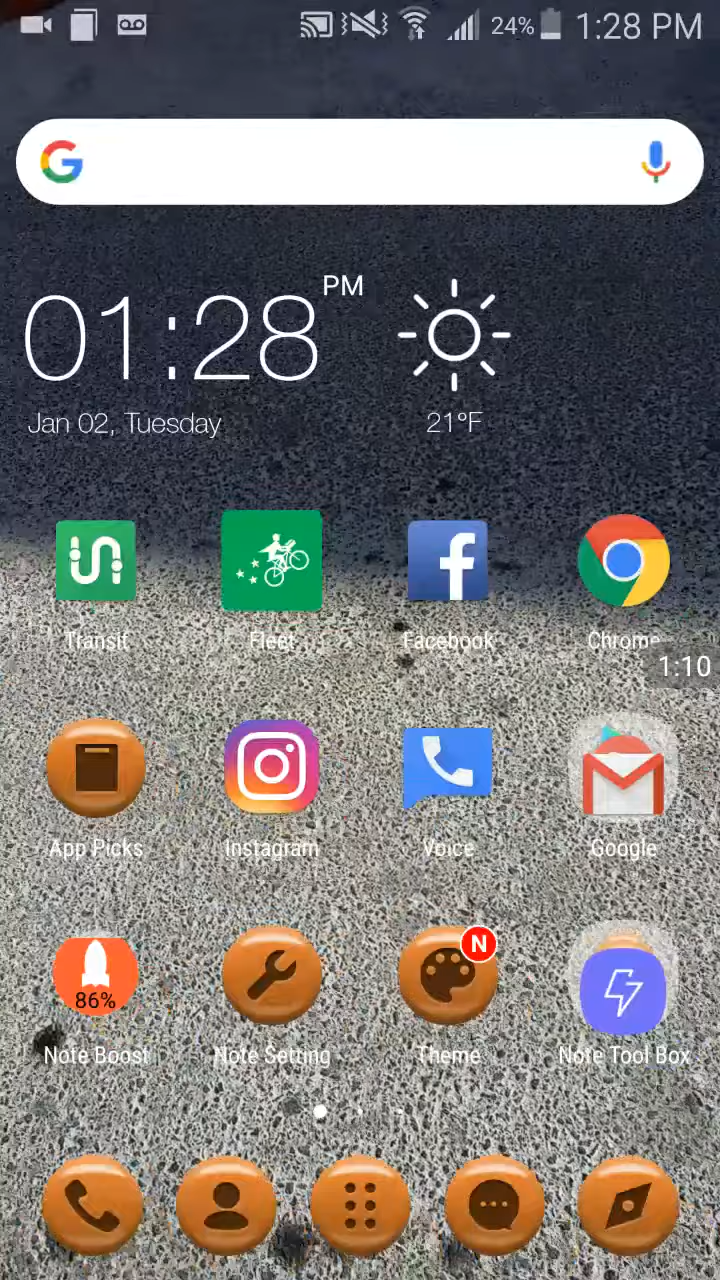 24% 1:28 PM
G
01:28 PM
Jan 02, Tuesday
21°F
f
Transit Fleet Facebook Chrome
1:10
App Picks Instagram Voice Google
N
86%
Note Boost Note Setting Theme Note Tool Box